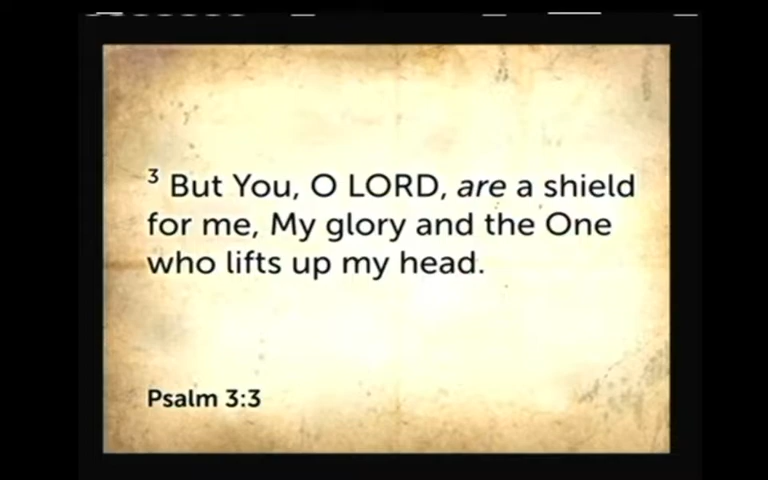 3 But You, O LORD, are a shield
for me, My glory and the One
who lifts up my head.
Psalm 3:3